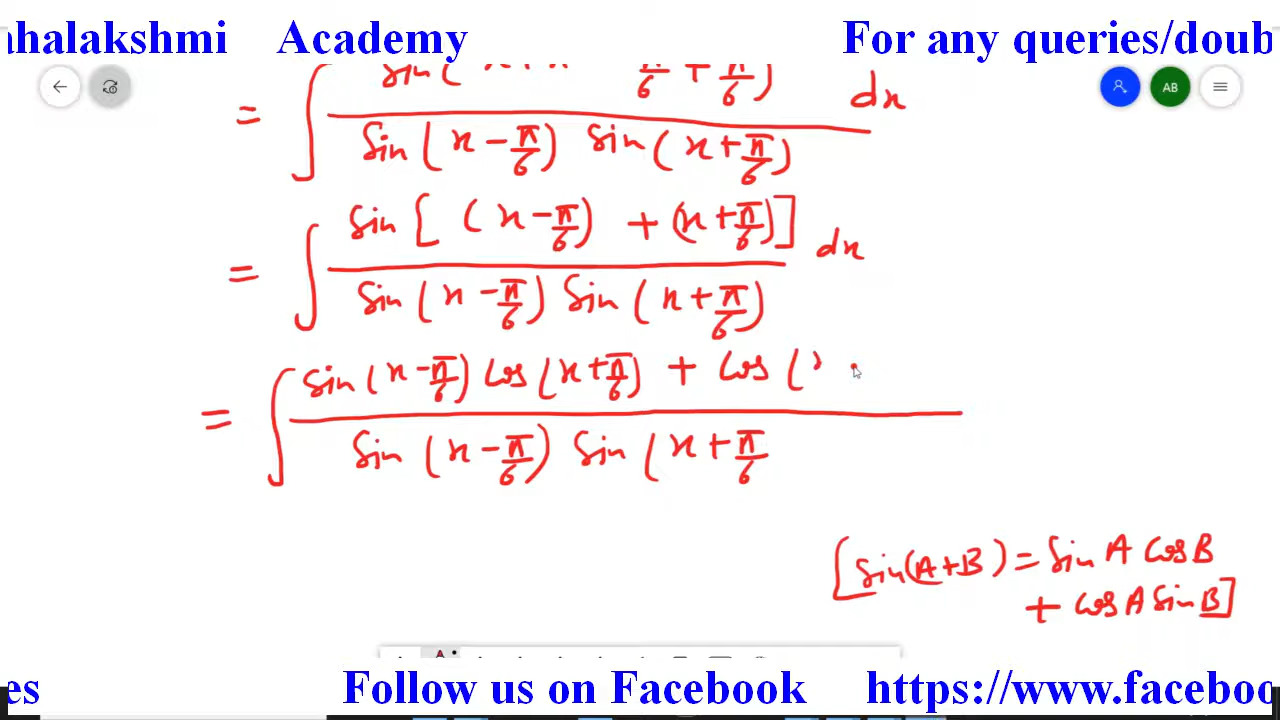 ahalakshmi Academy For any queries/doub
= ∫ sin( x+x π/6 + π/6) / sin(x - π/6) sin(x + π/6) dx
AB
= ∫ sin[ (x - π/6) + (x + π/6)] / sin(x - π/6) sin(x + π/6) dx
= ∫ sin(x - π/6) cos(x + π/6) + cos( / sin(x - π/6) sin(x + π/6
[sin(A+B) = sin A cos B
+ cos A sin B]
es Follow us on Facebook https://www.faceboo